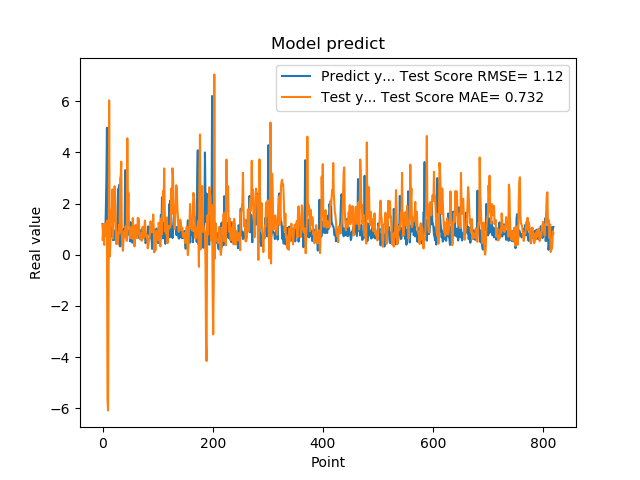 Model predict
Predict y... Test Score RMSE= 1.12
Test y... Test Score MAE= 0.732
6
4
2
0
−2
−4
−6
Real value
0 200 400 600 800
Point